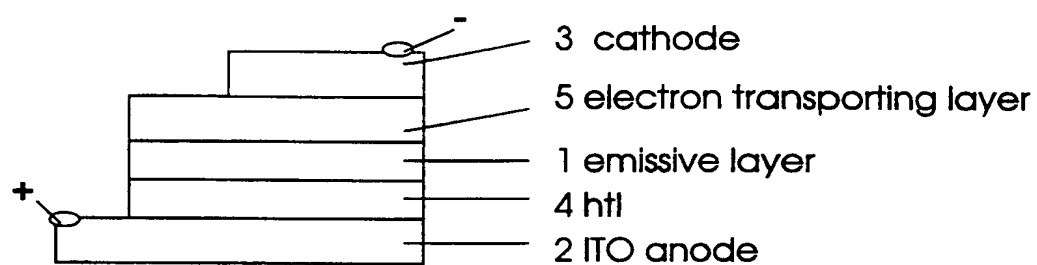 -
3 cathode
5 electron transporting layer
1 emissive layer
+
4 htl
2 ITO anode